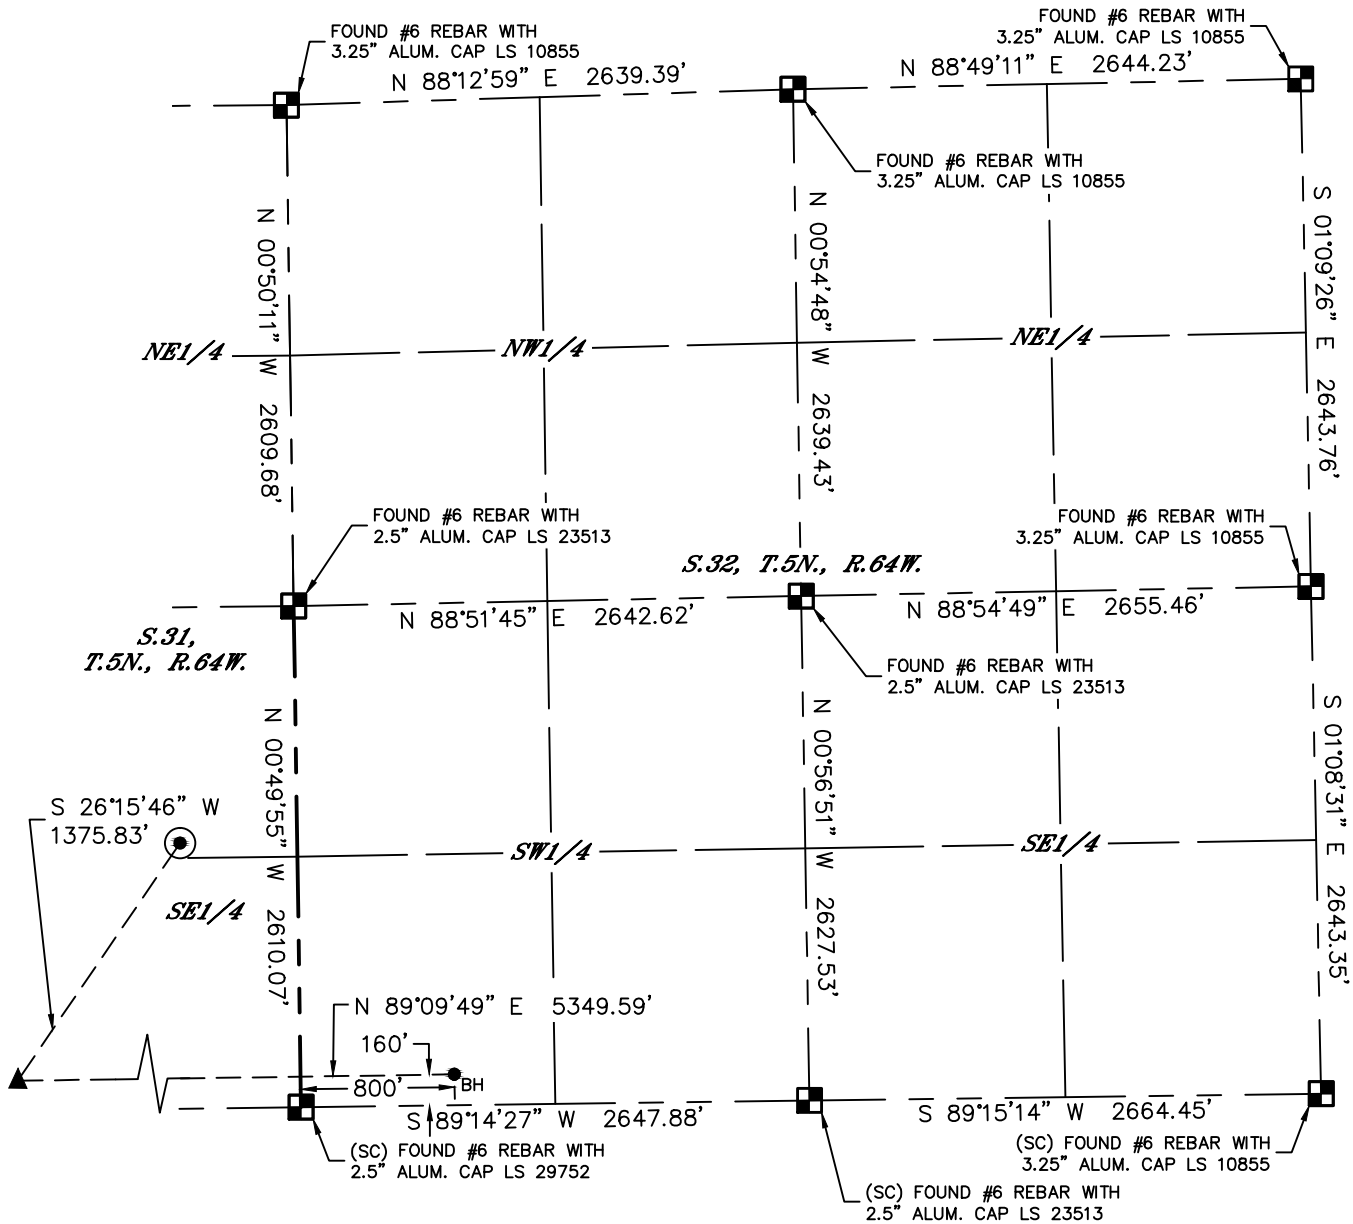 FOUND #6 REBAR WITH
3.25" ALUM. CAP LS 10855
FOUND #6 REBAR WITH
3.25" ALUM. CAP LS 10855
N 88°12'59" E 2639.39'
N 88°49'11" E 2644.23'
FOUND #6 REBAR WITH
3.25" ALUM. CAP LS 10855
N 00°50'11" W 2609.68'
N 00°54'48" W 2639.43'
S 01°09'26" E 2643.76'
NE1/4
NW1/4
NE1/4
FOUND #6 REBAR WITH
2.5" ALUM. CAP LS 23513
FOUND #6 REBAR WITH
3.25" ALUM. CAP LS 10855
S.32, T.5N., R.64W.
N 88°51'45" E 2642.62'
N 88°54'49" E 2655.46'
S.31,
T.5N., R.64W.
FOUND #6 REBAR WITH
2.5" ALUM. CAP LS 23513
N 00°49'55" W 2610.07'
N 00°56'51" W 2627.53'
S 01°08'31" E 2643.35'
S 26°15'46" W
1375.83'
SW1/4
SE1/4
SE1/4
N 89°09'49" E 5349.59'
160'
800'
BH
S 89°14'27" W 2647.88'
S 89°15'14" W 2664.45'
(SC) FOUND #6 REBAR WITH
2.5" ALUM. CAP LS 29752
(SC) FOUND #6 REBAR WITH
3.25" ALUM. CAP LS 10855
(SC) FOUND #6 REBAR WITH
2.5" ALUM. CAP LS 23513